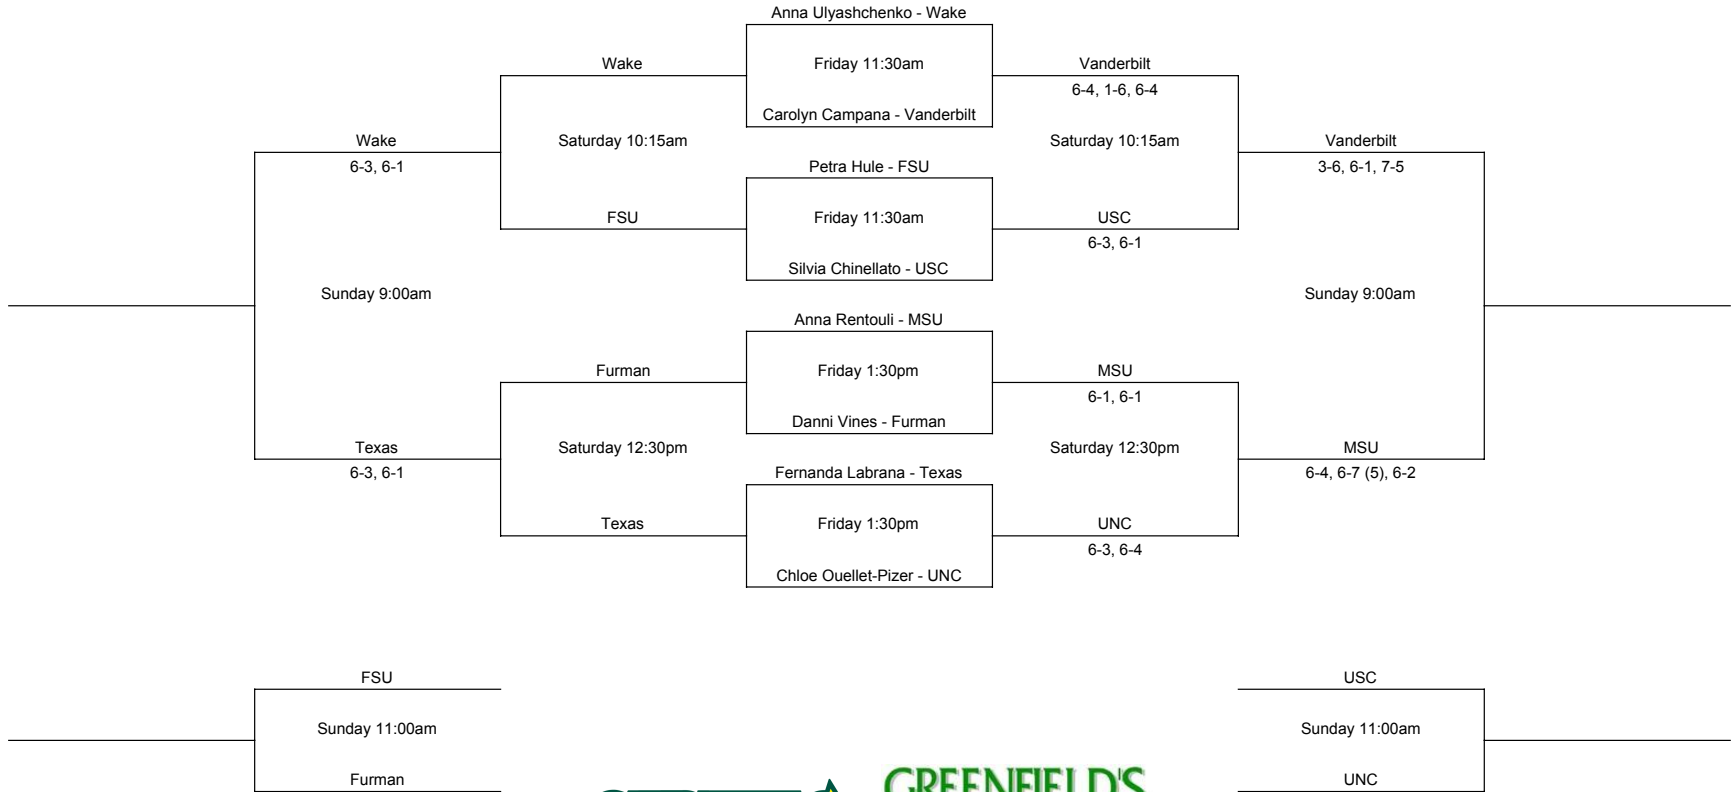 Anna Ulyashchenko - Wake
Wake
Friday 11:30am
Vanderbilt
6-4, 1-6, 6-4
Carolyn Campana - Vanderbilt
Wake
Saturday 10:15am
Saturday 10:15am
Vanderbilt
6-3, 6-1
Petra Hule - FSU
3-6, 6-1, 7-5
FSU
Friday 11:30am
USC
6-3, 6-1
Silvia Chinellato - USC
Sunday 9:00am
Sunday 9:00am
Anna Rentouli - MSU
Furman
Friday 1:30pm
MSU
6-1, 6-1
Danni Vines - Furman
Texas
Saturday 12:30pm
Saturday 12:30pm
MSU
6-3, 6-1
Fernanda Labrana - Texas
6-4, 6-7 (5), 6-2
Texas
Friday 1:30pm
UNC
6-3, 6-4
Chloe Ouellet-Pizer - UNC
FSU
USC
Sunday 11:00am
Sunday 11:00am
Furman
GREENFIELD'S
UNC